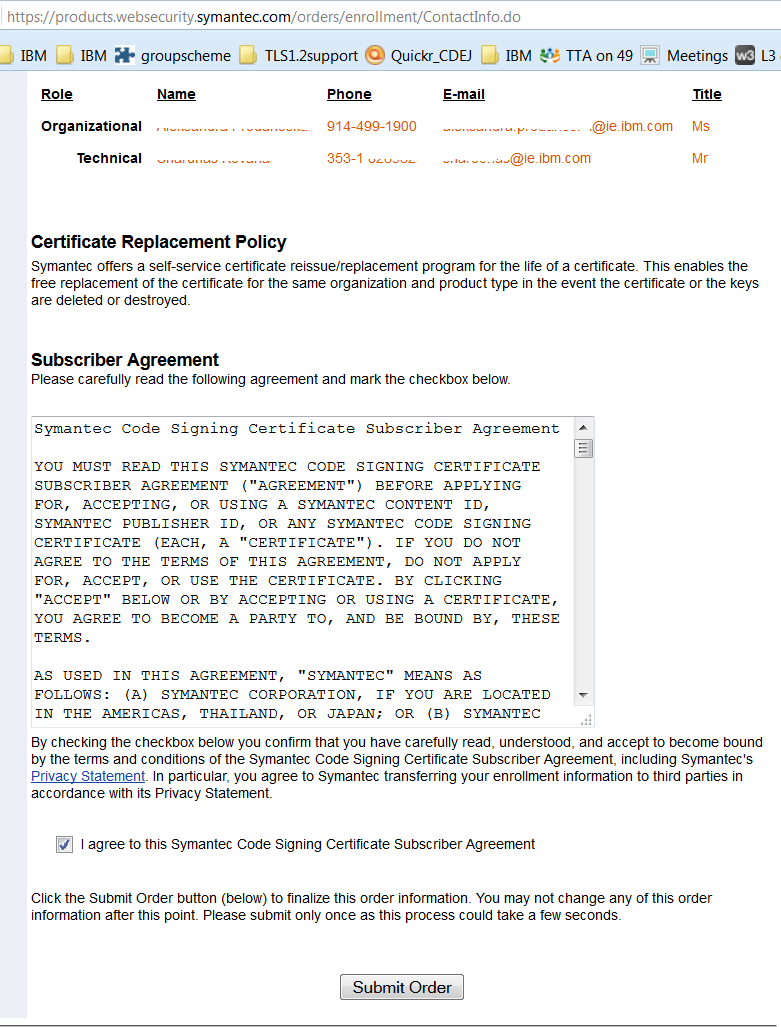 https://products.websecurity.symantec.com/orders/enrollment/ContactInfo.do
IBM IBM groupscheme TLS1.2support Quickr_CDEJ IBM TTA on 49 Meetings w3 L3
Role Name Phone E-mail Title
Organizational 914-499-1900 @ie.ibm.com Ms
Technical 353-1 @ie.ibm.com Mr
Certificate Replacement Policy
Symantec offers a self-service certificate reissue/replacement program for the life of a certificate. This enables the
free replacement of the certificate for the same organization and product type in the event the certificate or the keys
are deleted or destroyed.
Subscriber Agreement
Please carefully read the following agreement and mark the checkbox below.
Symantec Code Signing Certificate Subscriber Agreement
YOU MUST READ THIS SYMANTEC CODE SIGNING CERTIFICATE
SUBSCRIBER AGREEMENT ("AGREEMENT") BEFORE APPLYING
FOR, ACCEPTING, OR USING A SYMANTEC CONTENT ID,
SYMANTEC PUBLISHER ID, OR ANY SYMANTEC CODE SIGNING
CERTIFICATE (EACH, A "CERTIFICATE"). IF YOU DO NOT
AGREE TO THE TERMS OF THIS AGREEMENT, DO NOT APPLY
FOR, ACCEPT, OR USE THE CERTIFICATE. BY CLICKING
"ACCEPT" BELOW OR BY ACCEPTING OR USING A CERTIFICATE,
YOU AGREE TO BECOME A PARTY TO, AND BE BOUND BY, THESE
TERMS.
AS USED IN THIS AGREEMENT, "SYMANTEC" MEANS AS
FOLLOWS: (A) SYMANTEC CORPORATION, IF YOU ARE LOCATED
IN THE AMERICAS, THAILAND, OR JAPAN; OR (B) SYMANTEC
By checking the checkbox below you confirm that you have carefully read, understood, and accept to become bound
by the terms and conditions of the Symantec Code Signing Certificate Subscriber Agreement, including Symantec's
Privacy Statement. In particular, you agree to Symantec transferring your enrollment information to third parties in
accordance with its Privacy Statement.
I agree to this Symantec Code Signing Certificate Subscriber Agreement
Click the Submit Order button (below) to finalize this order information. You may not change any of this order
information after this point. Please submit only once as this process could take a few seconds.
Submit Order